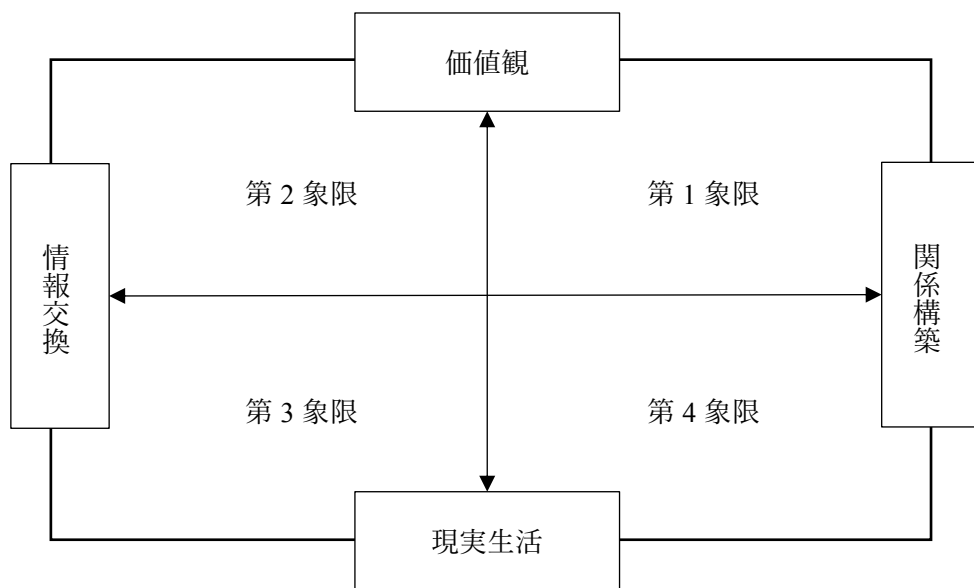 価値観
第 2 象限
第 1 象限
情報交換
関係構築
第 3 象限
第 4 象限
現実生活